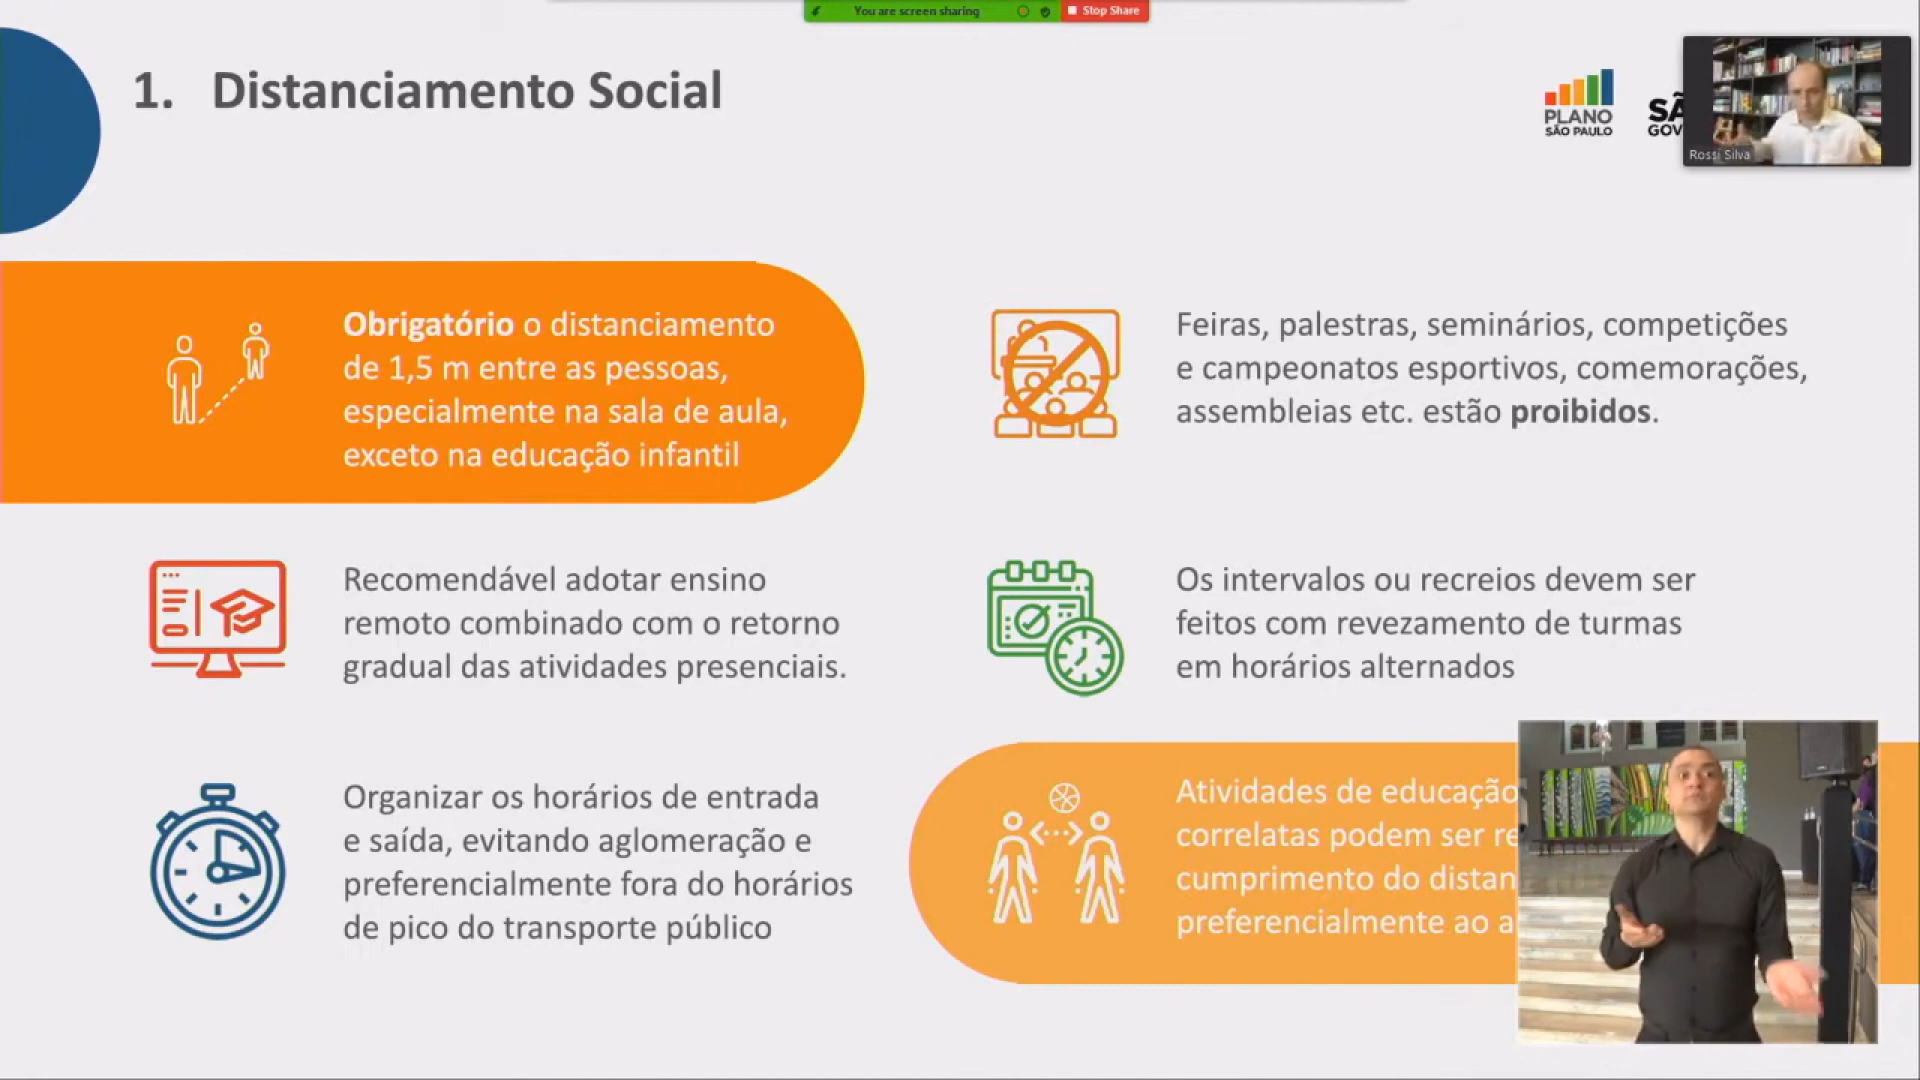 You are screen sharing
Stop Share
1. Distanciamento Social
PLANO
SÃO PAULO
Rossi Silva
Obrigatório o distanciamento
de 1,5 m entre as pessoas,
especialmente na sala de aula,
exceto na educação infantil
Feiras, palestras, seminários, competições
e campeonatos esportivos, comemorações,
assembleias etc. estão proibidos.
Recomendável adotar ensino
remoto combinado com o retorno
gradual das atividades presenciais.
Os intervalos ou recreios devem ser
feitos com revezamento de turmas
em horários alternados
Organizar os horários de entrada
e saída, evitando aglomeração e
preferencialmente fora do horários
de pico do transporte público
Atividades de educação
correlatas podem ser
cumprimento do
preferencialmente ao